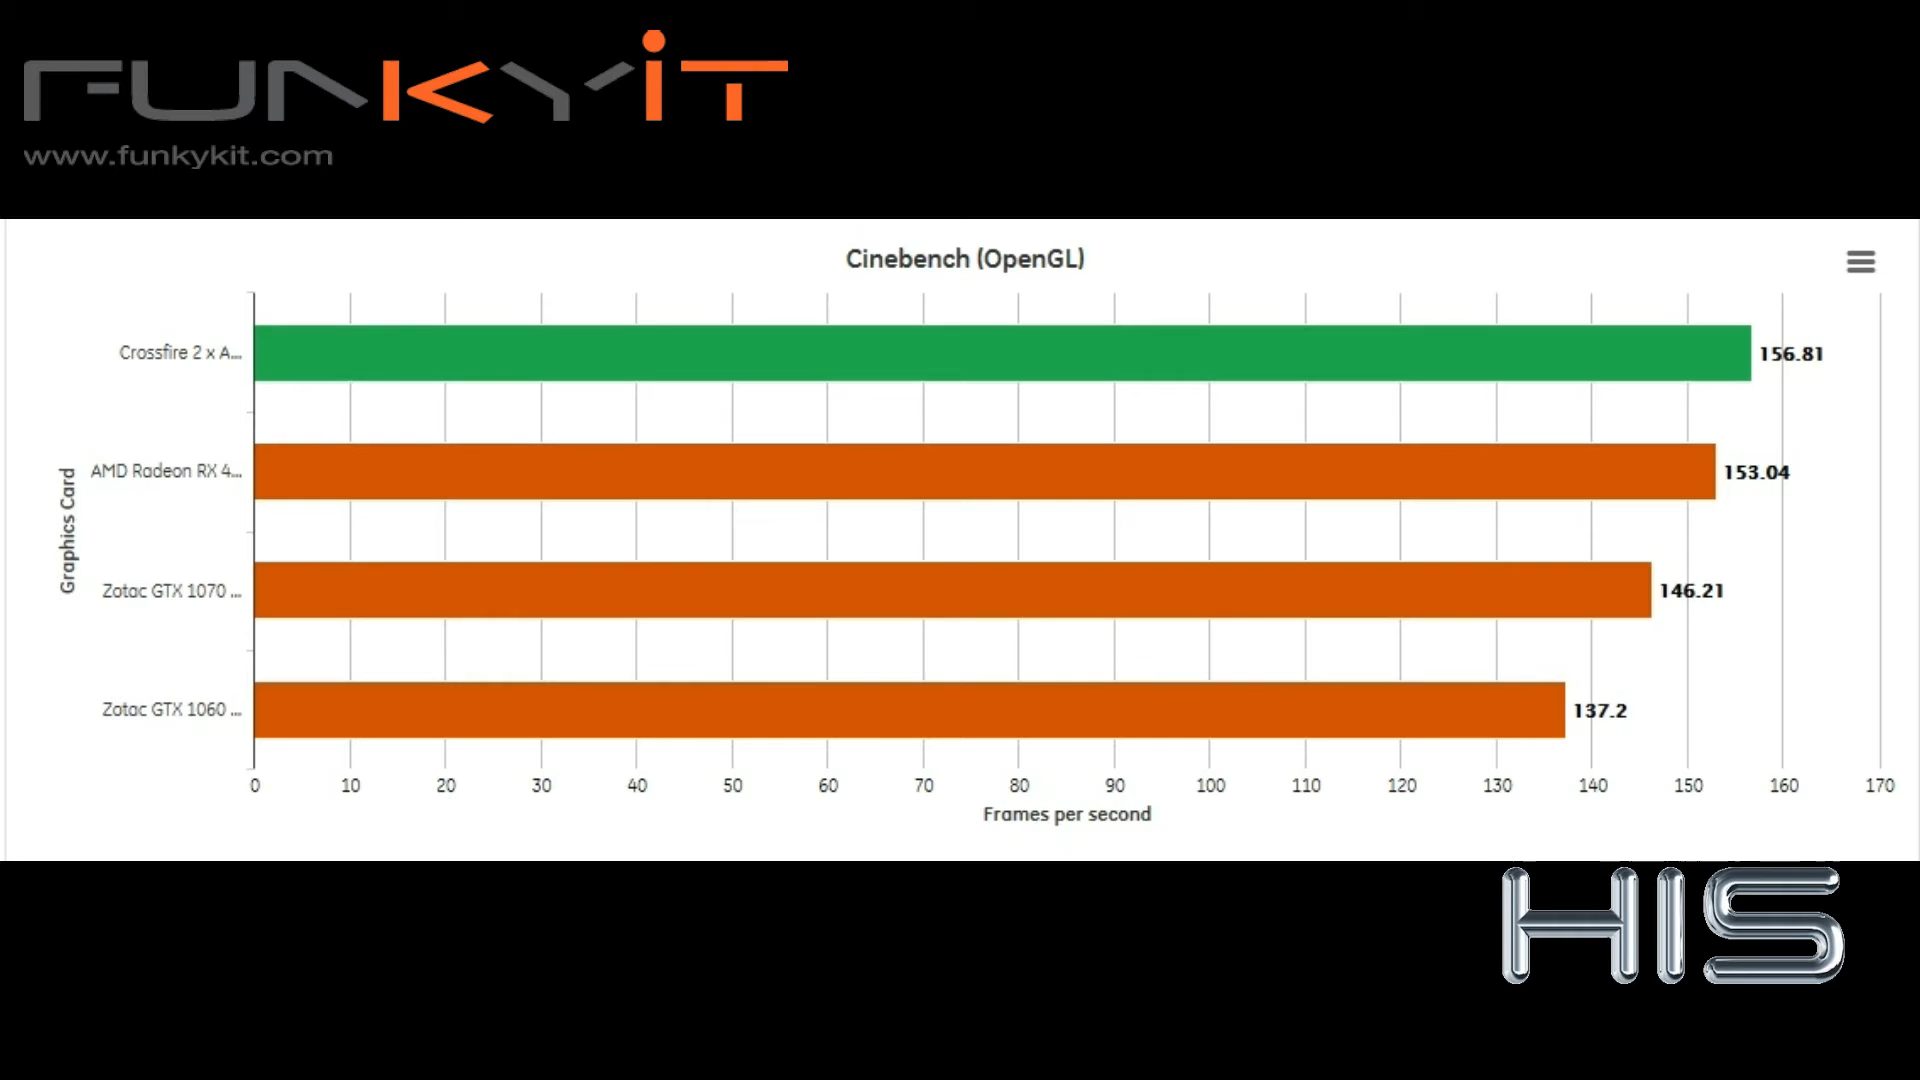 FUNKYiT
www.funkykit.com
Cinebench (OpenGL)
Graphics Card
Crossfire 2 x A...
156.81
AMD Radeon RX 4...
153.04
Zotac GTX 1070 ...
146.21
Zotac GTX 1060 ...
137.2
0 10 20 30 40 50 60 70 80 90 100 110 120 130 140 150 160 170
Frames per second
HIS